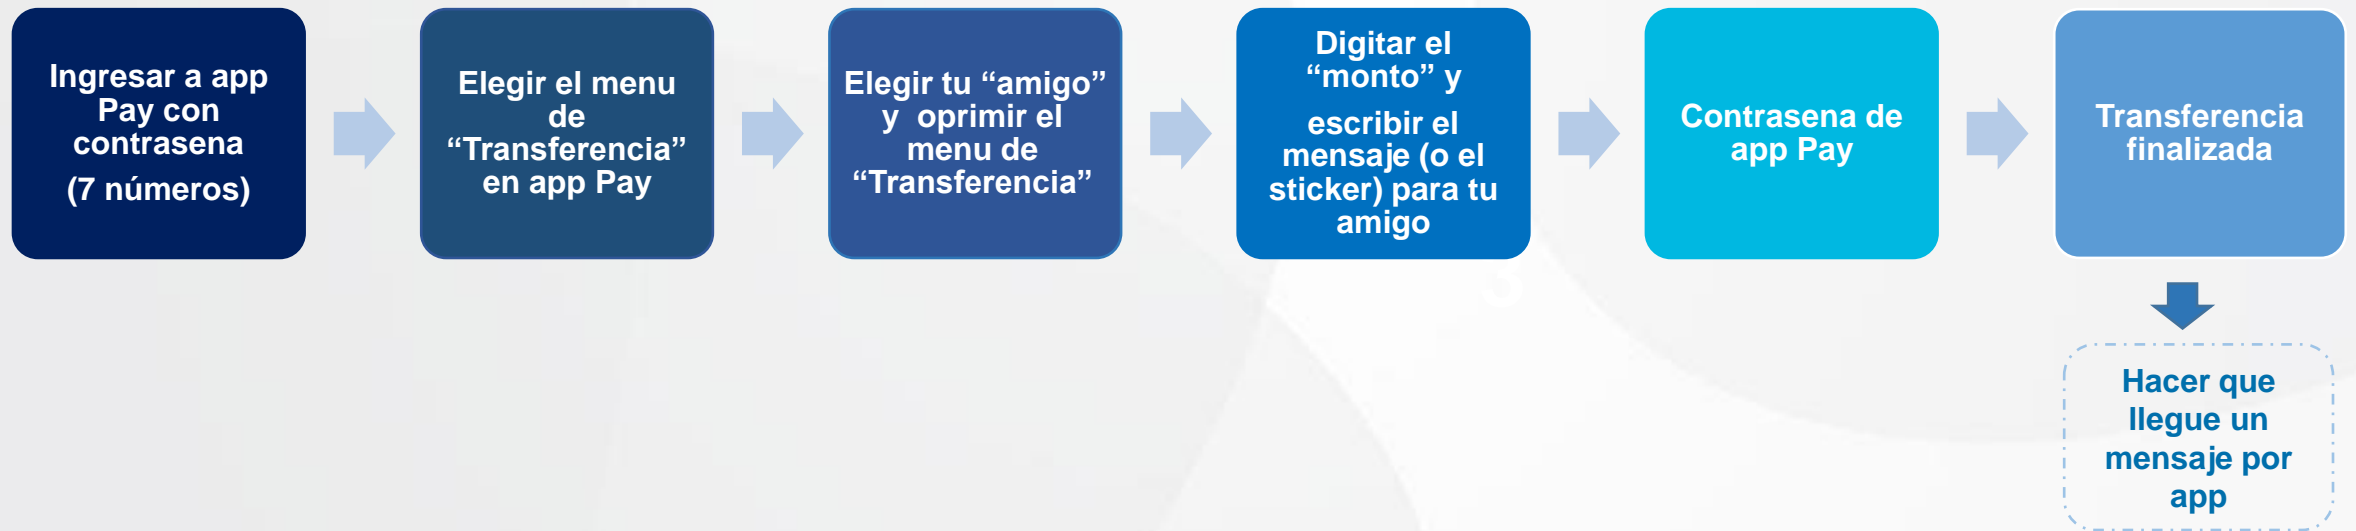 Ingresar a app
Pay con
contrasena
(7 números)
Elegir el menu
de
“Transferencia”
en app Pay
Elegir tu “amigo”
y oprimir el
menu de
“Transferencia”
Digitar el
“monto” y
escribir el
mensaje (o el
sticker) para tu
amigo
Contrasena de
app Pay
Transferencia
finalizada
Hacer que
llegue un
mensaje por
app